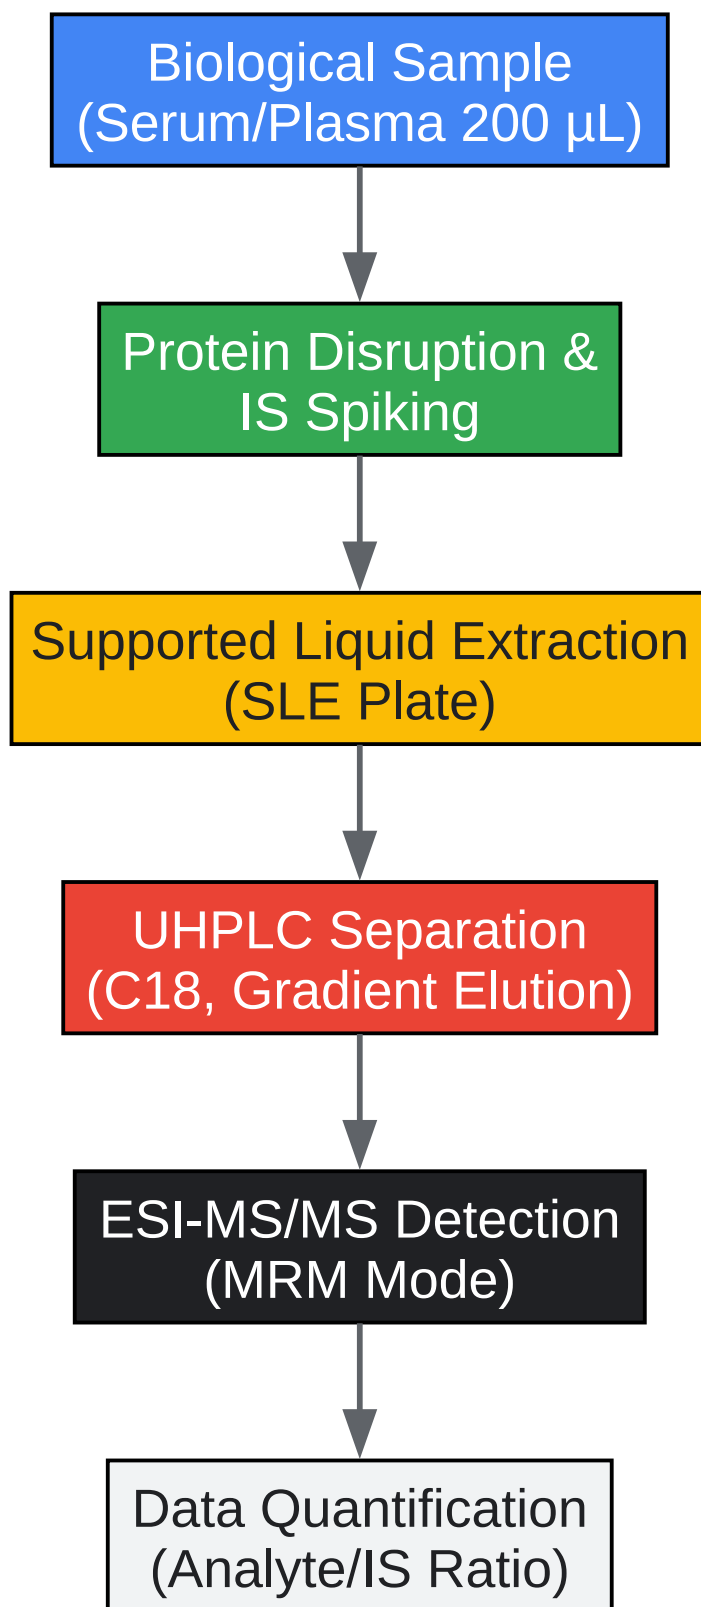 Biological Sample
(Serum/Plasma 200 µL)
Protein Disruption &
IS Spiking
Supported Liquid Extraction
(SLE Plate)
UHPLC Separation
(C18, Gradient Elution)
ESI-MS/MS Detection
(MRM Mode)
Data Quantification
(Analyte/IS Ratio)